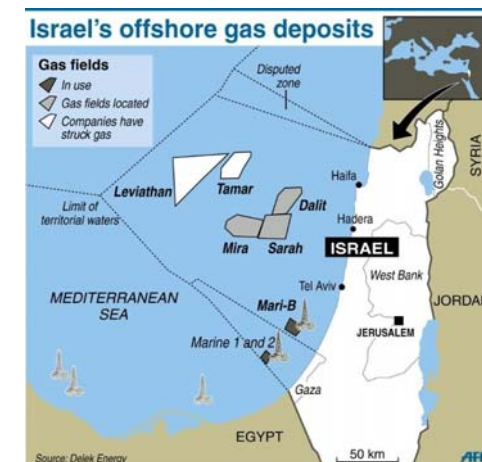 Israel's offshore gas deposits
Gas fields
In use
Gas fields located
Companies have
struck gas
Disputed
zone
SYRIA
Golan Heights
Haifa
Leviathan
Tamar
Dalit
Limit of
territorial waters
Hadera
Mira
Sarah
ISRAEL
West Bank
Tel Aviv
MEDITERRANEAN
SEA
Mari-B
JORDA
JERUSALEM
Marine 1 and 2
Gaza
EGYPT
50 km
Source: Delek Energy
AF